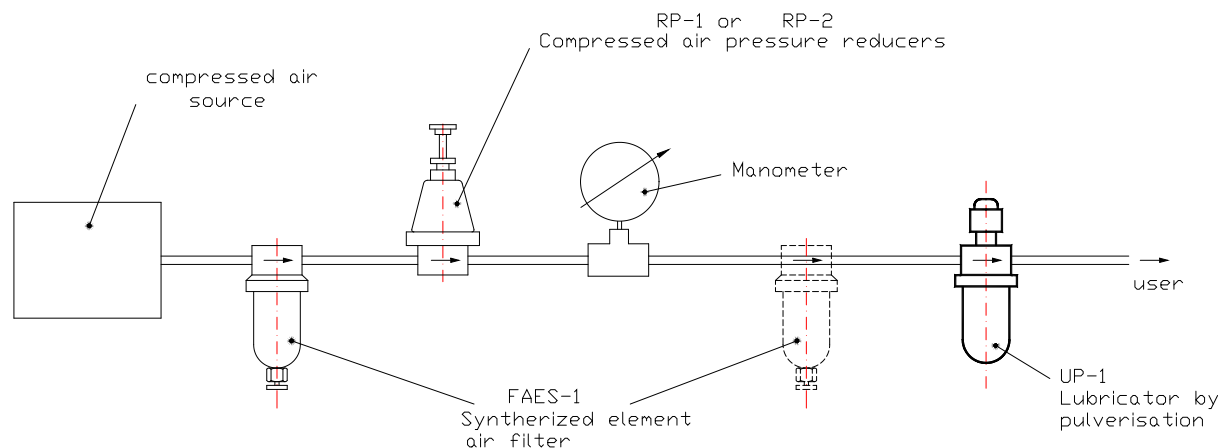 RP-1 or RP-2
Compressed air pressure reducers
compressed air
source
Manometer
user
FAES-1
Syntherized element
air filter
UP-1
Lubricator by
pulverisation